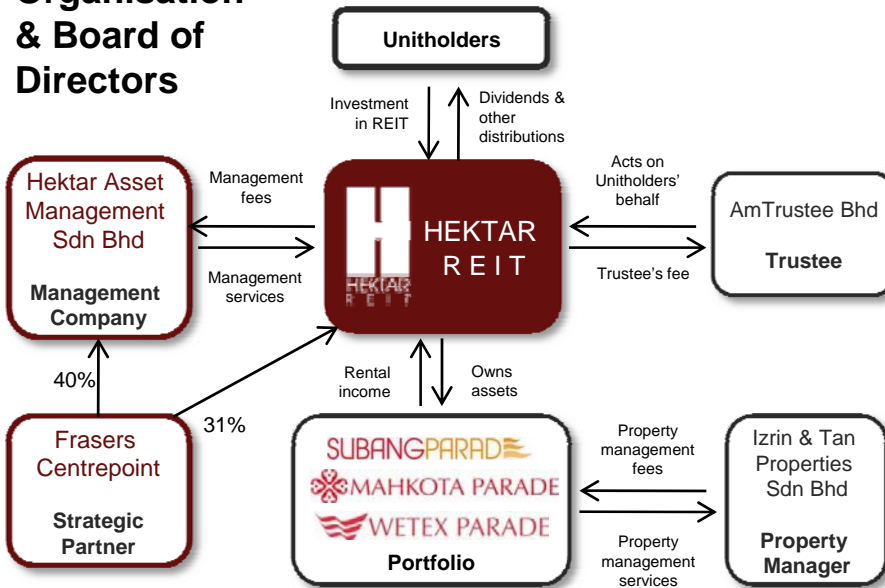 Organisation
& Board of
Directors
Unitholders
Investment
in REIT
Dividends &
other
distributions
Hektar Asset
Management
Sdn Bhd
Management
Company
Management
fees
Management
services
H
HEKTAR
REIT
HEKTAR
REIT
Acts on
Unitholders'
behalf
Trustee's fee
AmTrustee Bhd
Trustee
40%
31%
Rental
income
Owns
assets
Frasers
Centrepoint
Strategic
Partner
SUBANGPARADE
MAHKOTA PARADE
WETEX PARADE
Portfolio
Property
management
fees
Property
management
services
Izrin & Tan
Properties
Sdn Bhd
Property
Manager